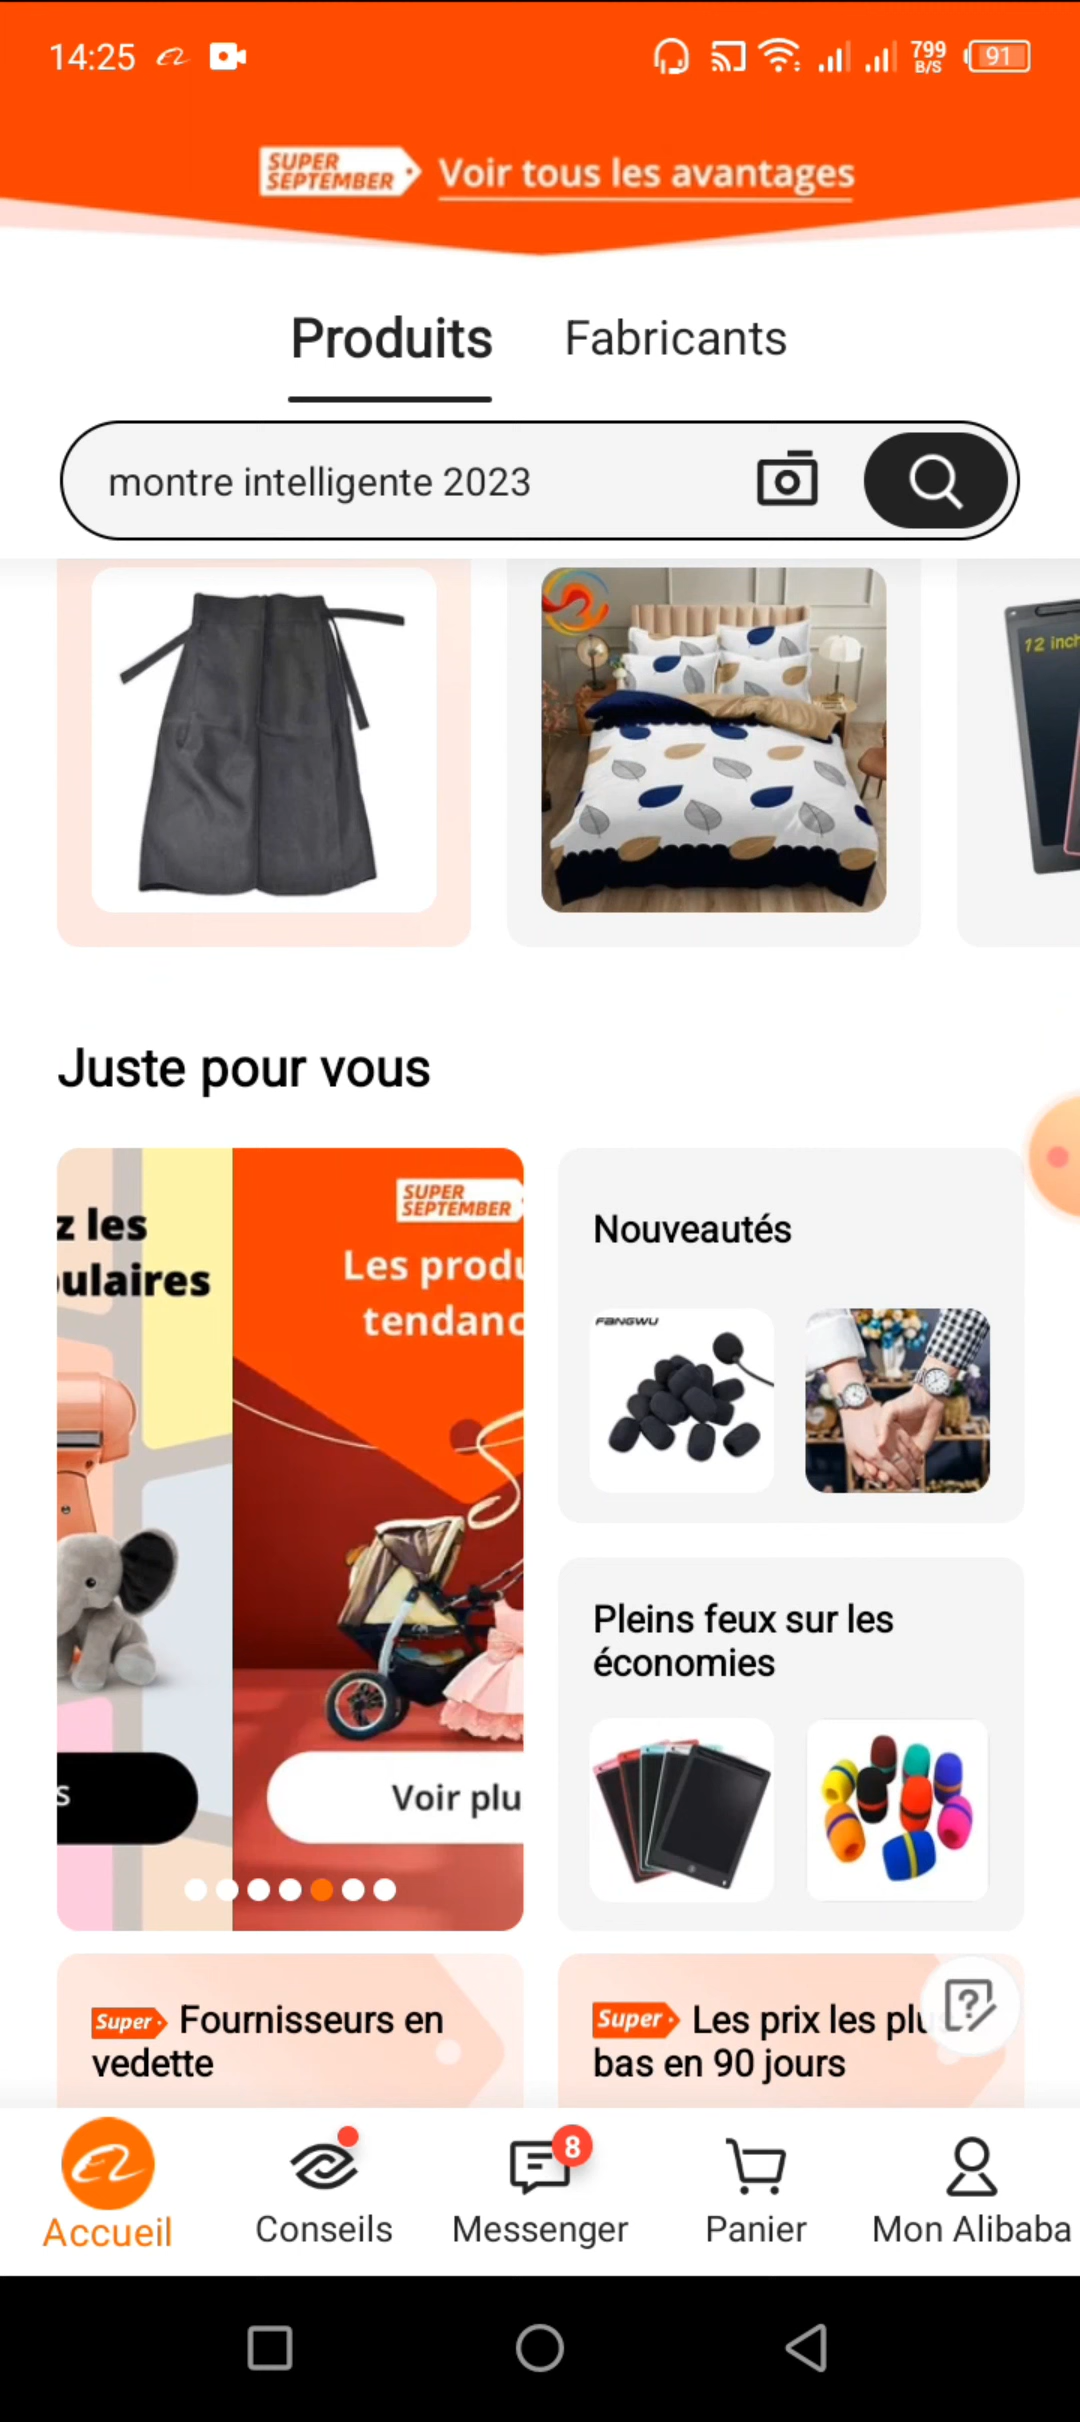 14:25
799
B/S
91
SUPER
SEPTEMBER
Voir tous les avantages
Produits
Fabricants
montre intelligente 2023
12 inch
Juste pour vous
z les
ulaires
SUPER
SEPTEMBER
Les produ
tendanc
s
Voir plu
Nouveautés
FANGWU
Pleins feux sur les
économies
Super
Fournisseurs en
vedette
Super
Les prix les plu
bas en 90 jours
Accueil
Conseils
8
Messenger
Panier
Mon Alibaba